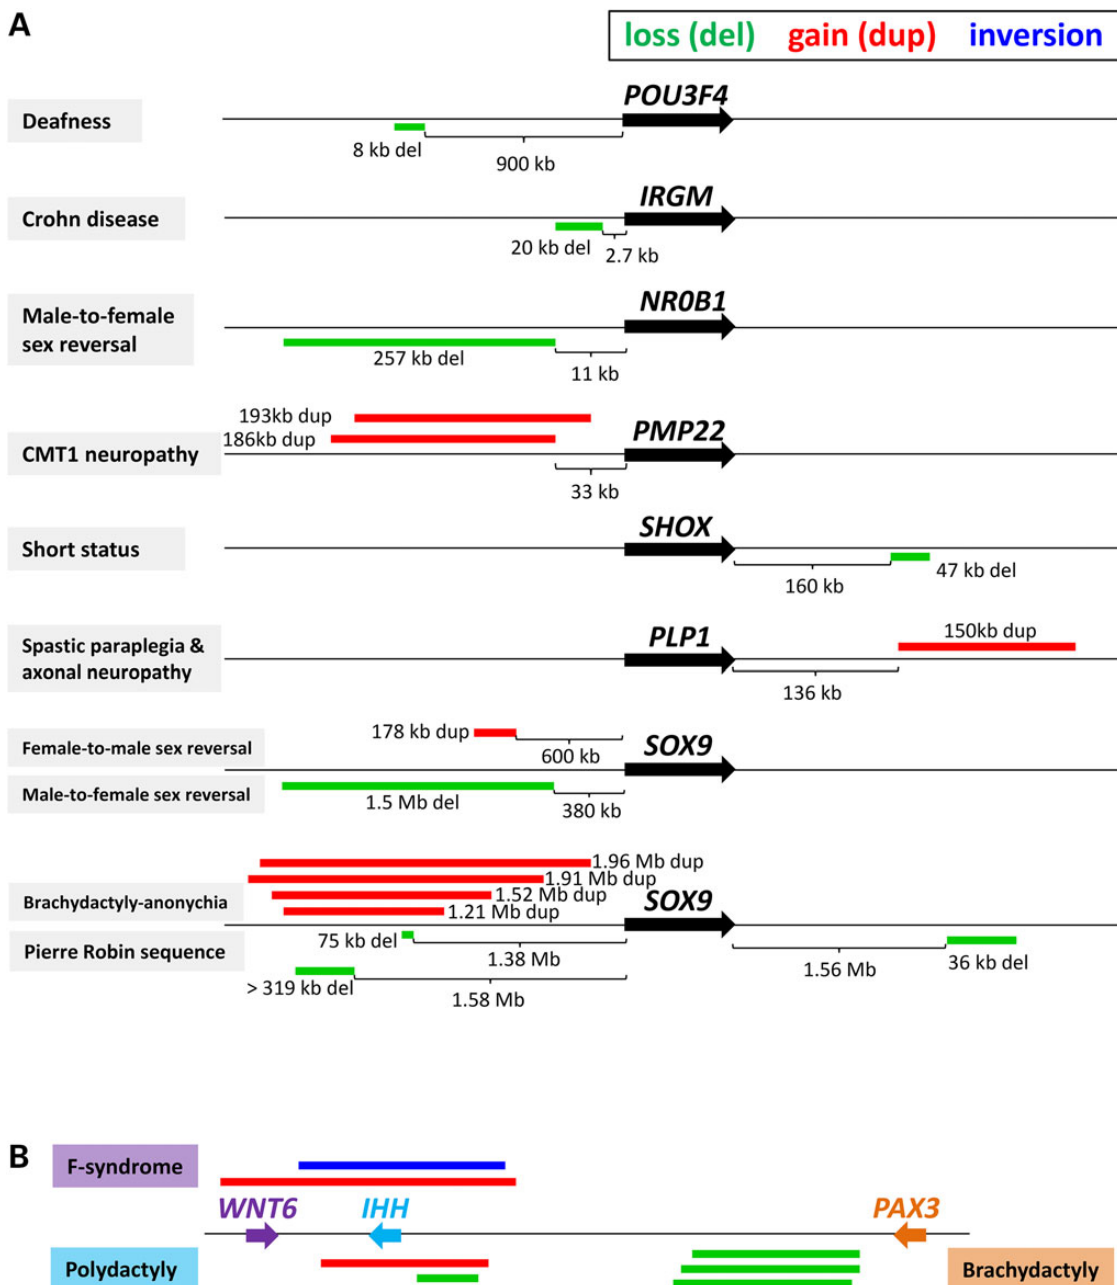 A
loss (del) gain (dup) inversion
POU3F4
Deafness
8 kb del
900 kb
IRGM
Crohn disease
20 kb del
2.7 kb
NR0B1
Male-to-female
sex reversal
257 kb del
11 kb
193kb dup
186kb dup
PMP22
CMT1 neuropathy
33 kb
SHOX
Short status
160 kb
47 kb del
150kb dup
Spastic paraplegia &
axonal neuropathy
PLP1
136 kb
178 kb dup
Female-to-male sex reversal
600 kb
SOX9
Male-to-female sex reversal
1.5 Mb del
380 kb
1.96 Mb dup
1.91 Mb dup
1.52 Mb dup
1.21 Mb dup
Brachydactyly-anonychia
SOX9
Pierre Robin sequence
75 kb del
1.38 Mb
1.56 Mb
36 kb del
> 319 kb del
1.58 Mb
B
F-syndrome
WNT6
IHH
PAX3
Polydactyly
Brachydactyly